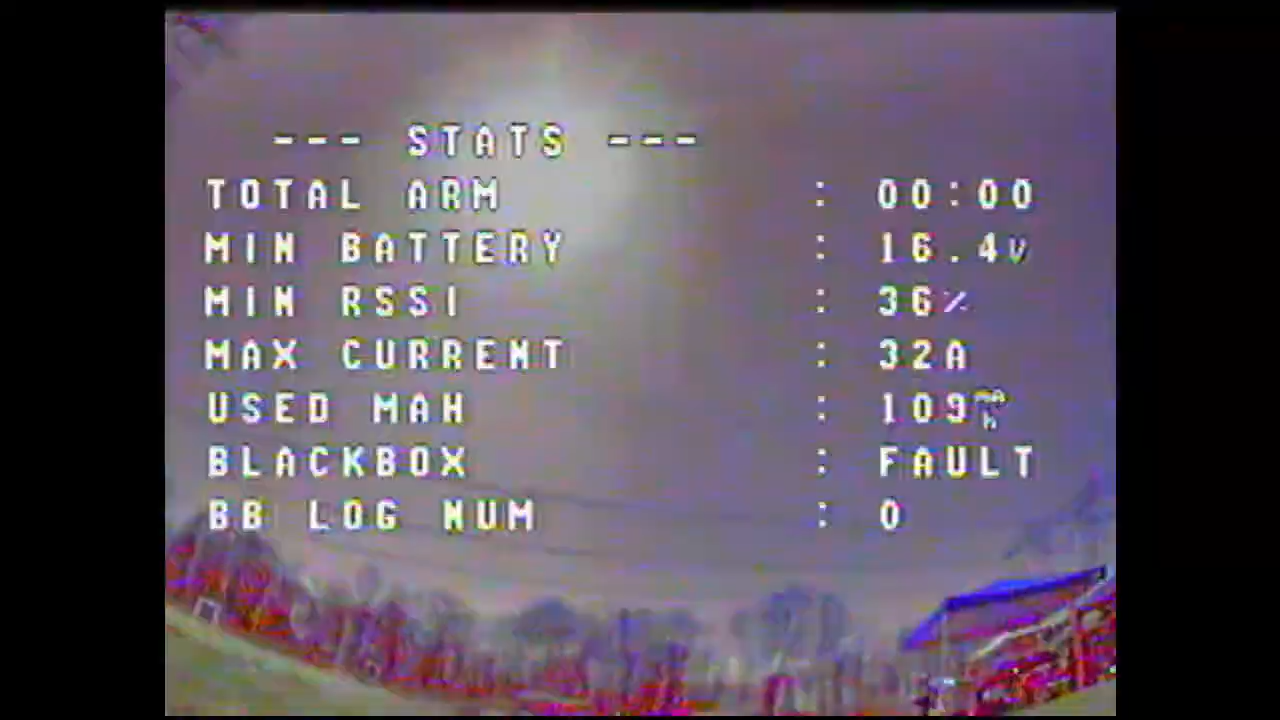 --- STATS ---
TOTAL ARM : 00:00
MIN BATTERY : 16.4V
MIN RSSI : 36%
MAX CURRENT : 32A
USED MAH : 109mAh
BLACKBOX : FAULT
BB LOG NUM : 0